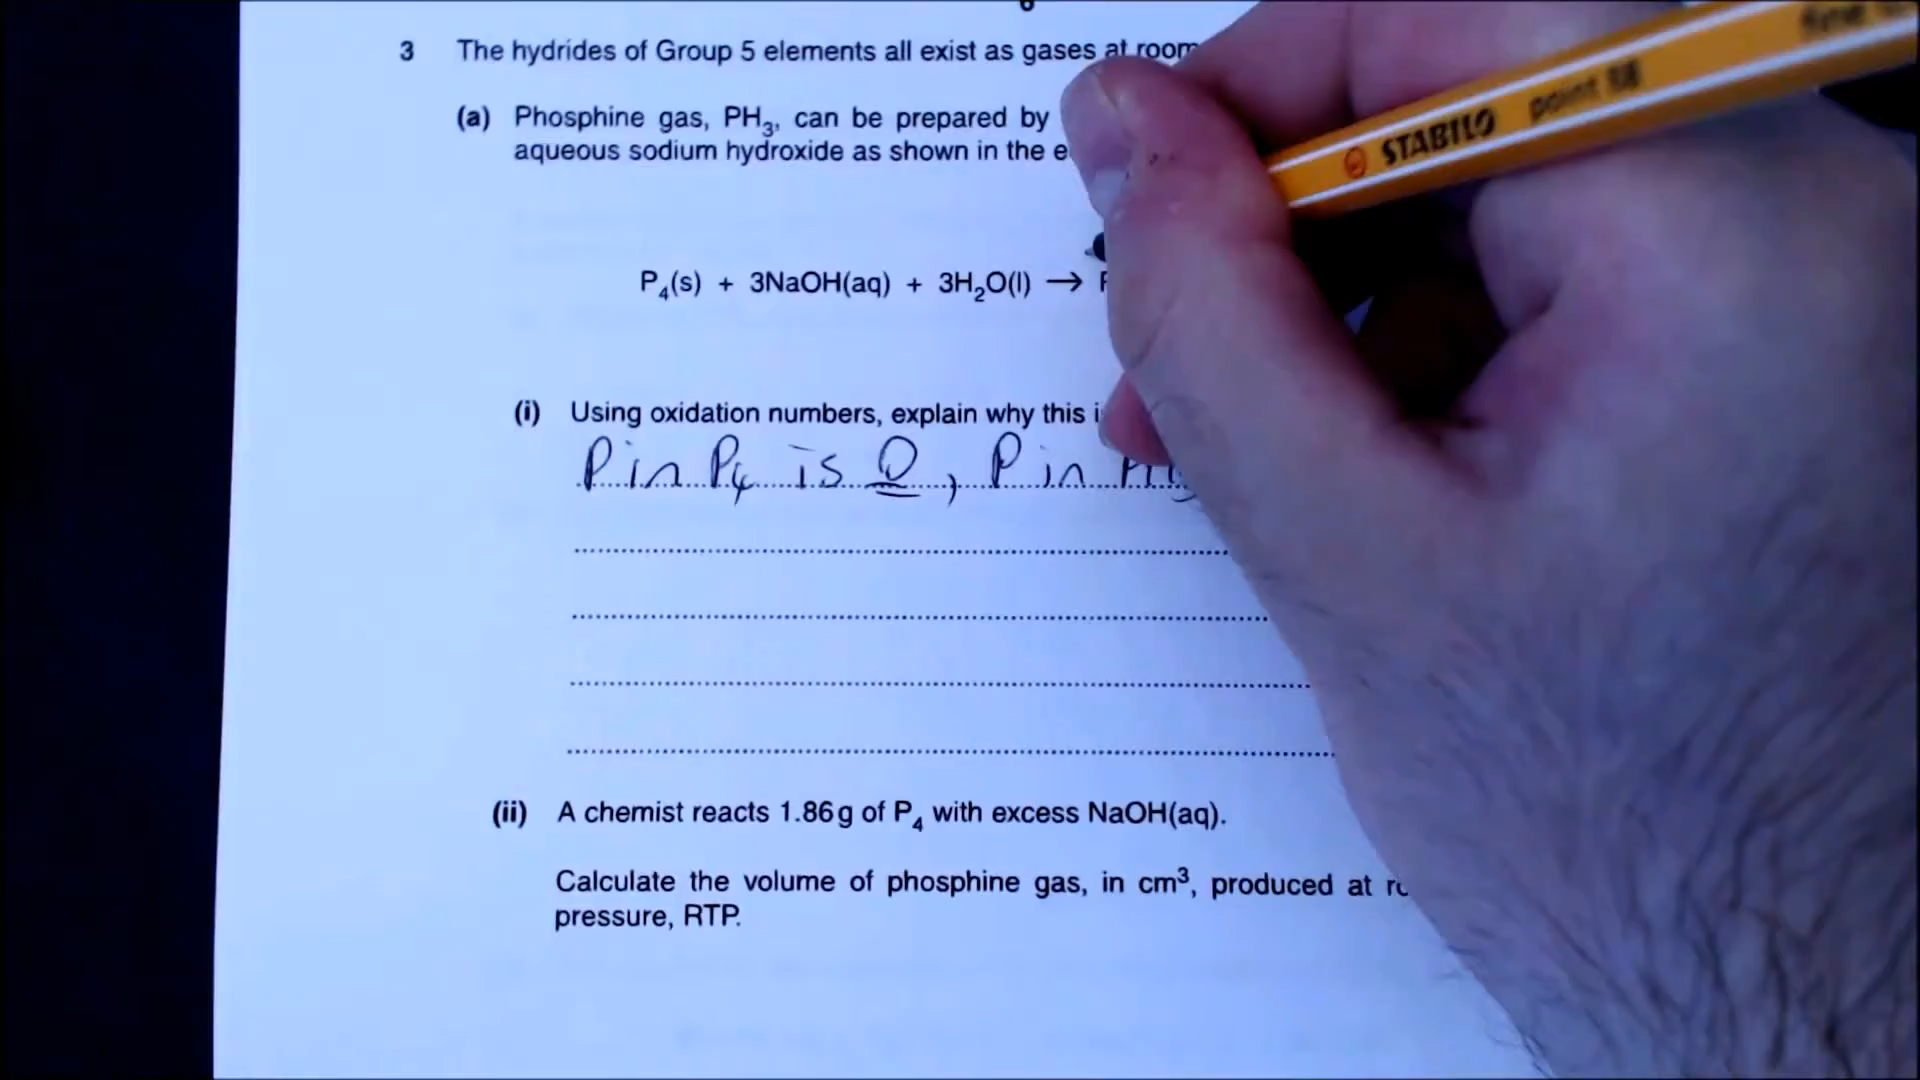 3 The hydrides of Group 5 elements all exist as gases at room
(a) Phosphine gas, PH₃, can be prepared by
aqueous sodium hydroxide as shown in the
P₄(s) + 3NaOH(aq) + 3H₂O(l) →
(i) Using oxidation numbers, explain why this
P in P₄ is 0, P in
(ii) A chemist reacts 1.86 g of P₄ with excess NaOH(aq).
Calculate the volume of phosphine gas, in cm³, produced at
pressure, RTP.
STABILO point 88